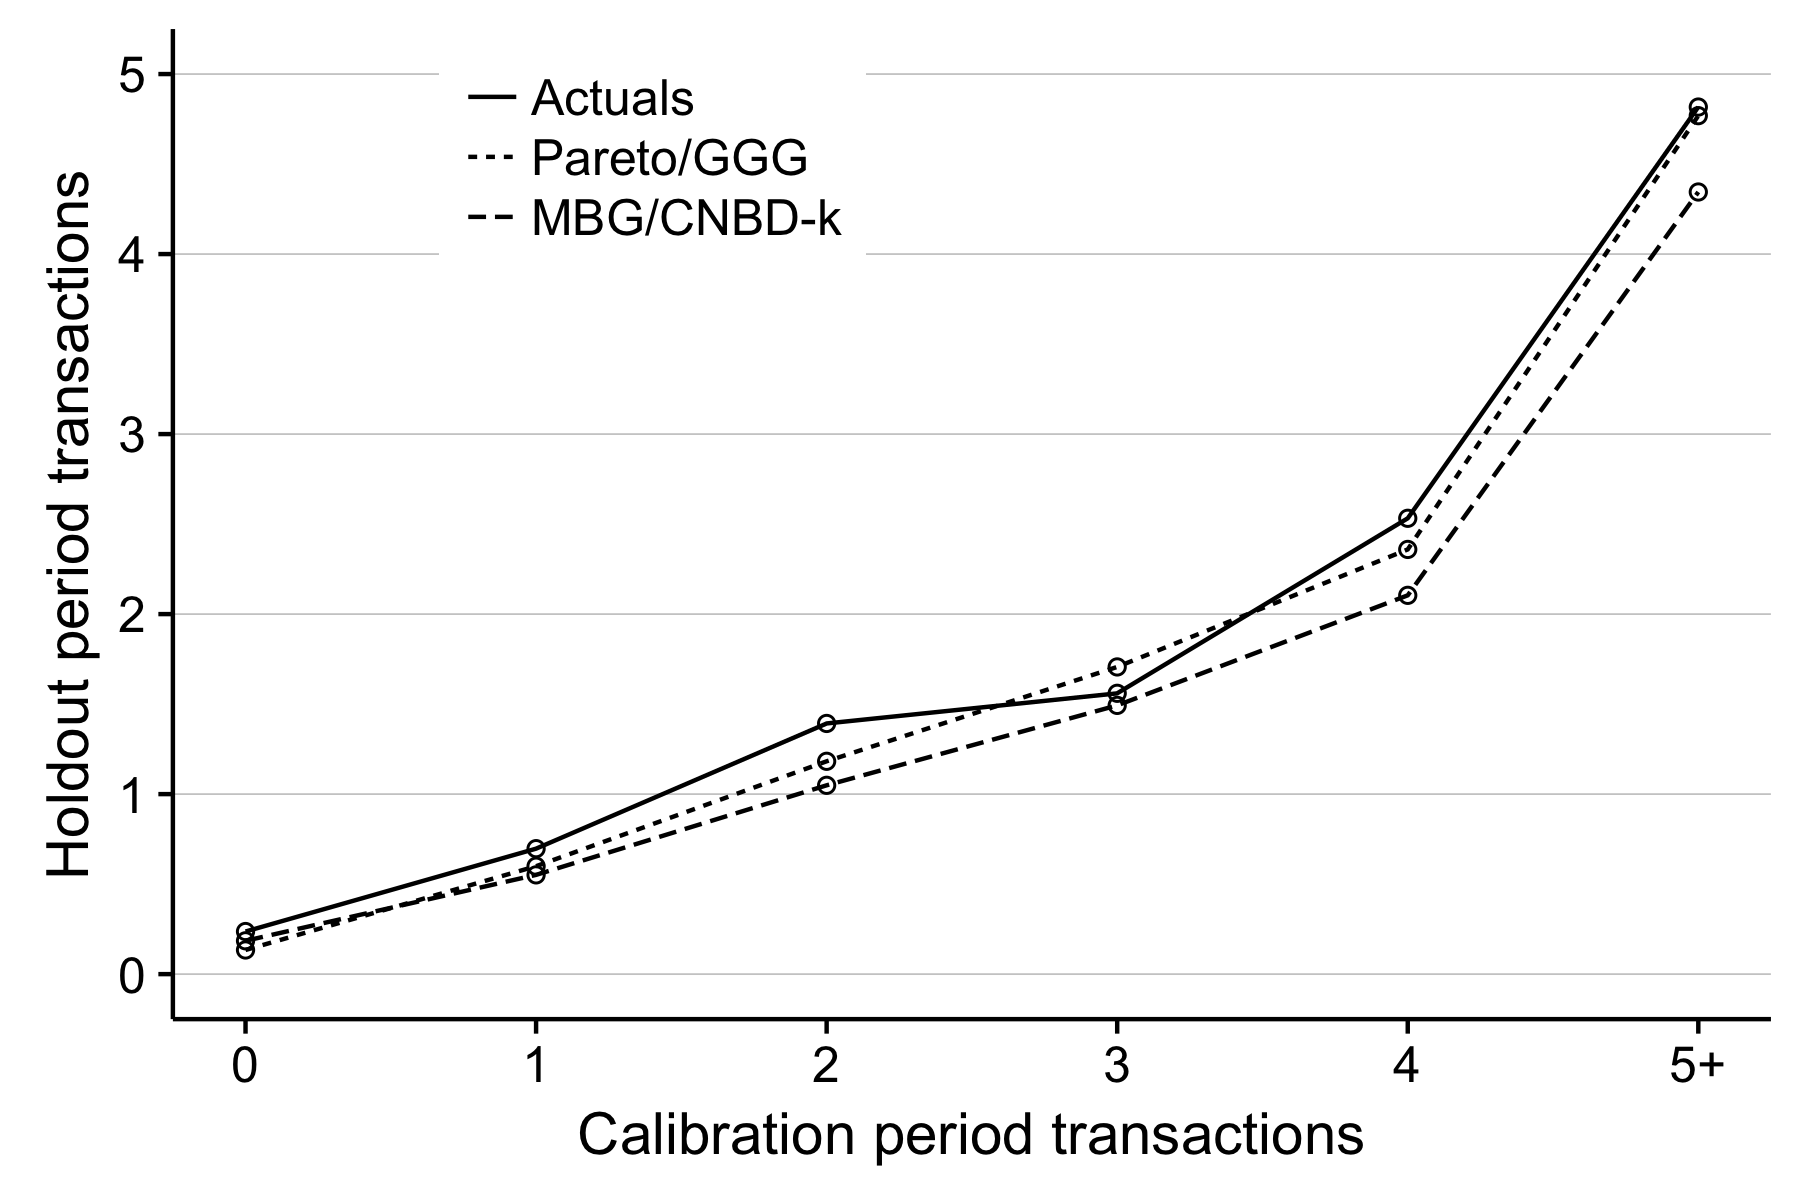 Holdout period transactions
5
4
3
2
1
0
Actuals
Pareto/GGG
MBG/CNBD-k
0 1 2 3 4 5+
Calibration period transactions